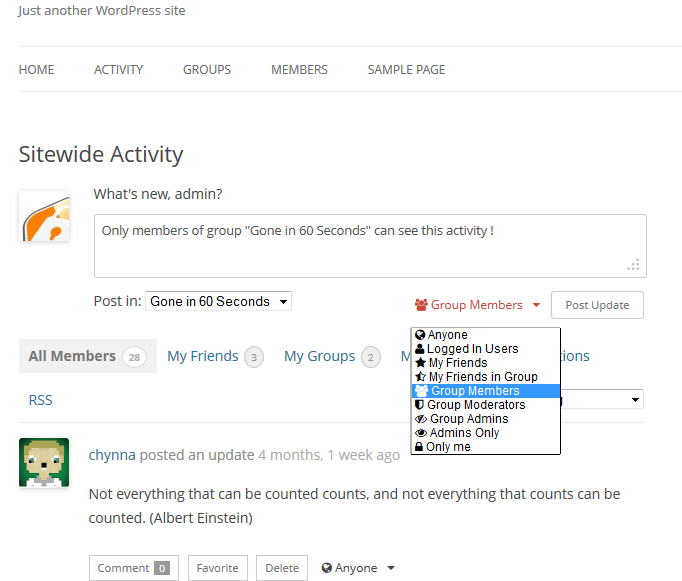 Just another WordPress site
HOME ACTIVITY GROUPS MEMBERS SAMPLE PAGE
Sitewide Activity
What's new, admin?
Only members of group "Gone in 60 Seconds" can see this activity !
Post in: Gone in 60 Seconds Group Members Post Update
Anyone
Logged In Users
My Friends
My Friends in Group
Group Members
Group Moderators
Group Admins
Admins Only
Only me
All Members 28 My Friends 3 My Groups 2
RSS
chynna posted an update 4 months, 1 week ago
Not everything that can be counted counts, and not everything that counts can be
counted. (Albert Einstein)
Comment 0 Favorite Delete Anyone